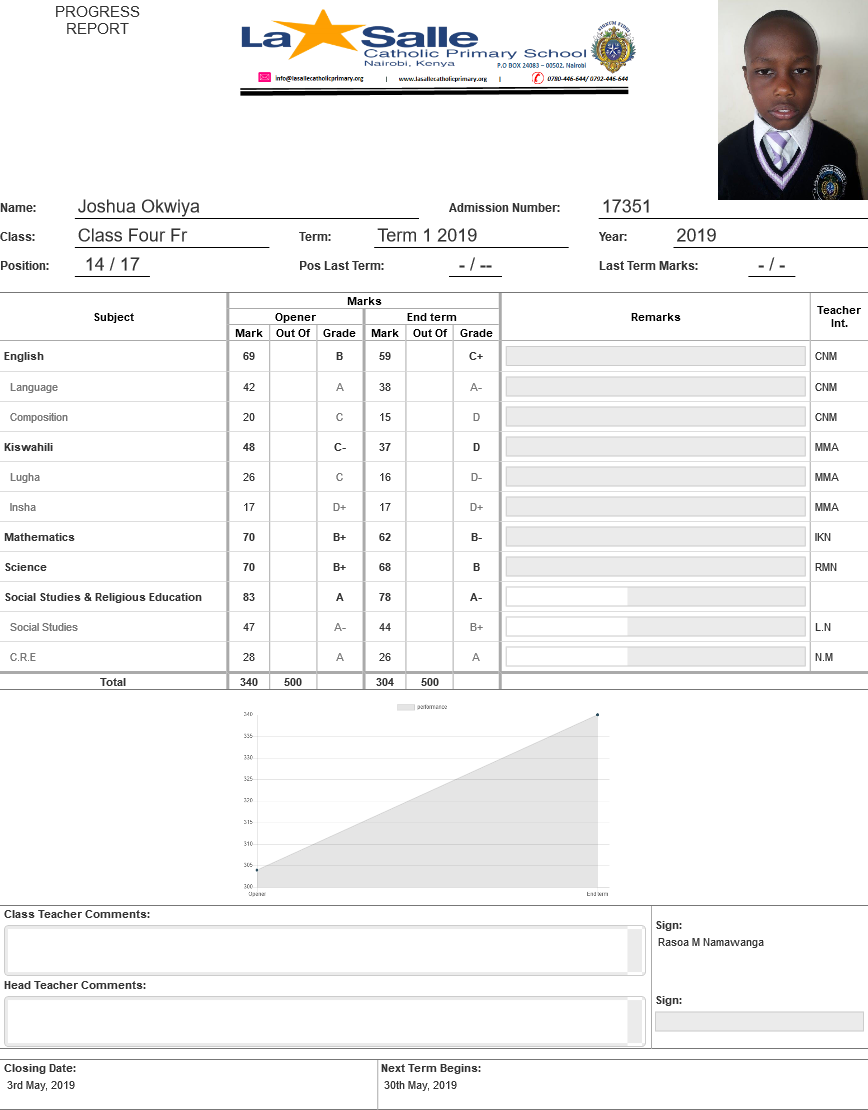 PROGRESS
REPORT
La Salle
Catholic Primary School
Nairobi, Kenya
P.O BOX 24083 – 00502, Nairobi
info@lasallecatholicprimary.org | www.lasallecatholicprimary.org | 0780-446-644/ 0792-446-644
Name: Joshua Okwiya Admission Number: 17351
Class: Class Four Fr Term: Term 1 2019 Year: 2019
Position: 14 / 17 Pos Last Term: - / -- Last Term Marks: - / -
Subject Marks Remarks Teacher Int.
Opener End term
Mark Out Of Grade Mark Out Of Grade
English 69 B 59 C+ CNM
Language 42 A 38 A- CNM
Composition 20 C 15 D CNM
Kiswahili 48 C- 37 D MMA
Lugha 26 C 16 D- MMA
Insha 17 D+ 17 D+ MMA
Mathematics 70 B+ 62 B- IKN
Science 70 B+ 68 B RMN
Social Studies & Religious Education 83 A 78 A-
Social Studies 47 A- 44 B+ L.N
C.R.E 28 A 26 A N.M
Total 340 500 304 500
performance
340
335
330
325
320
315
310
305
300
Opener End term
Class Teacher Comments:
Sign:
Rasoa M Namawanga
Head Teacher Comments:
Sign:
Closing Date: Next Term Begins:
3rd May, 2019 30th May, 2019